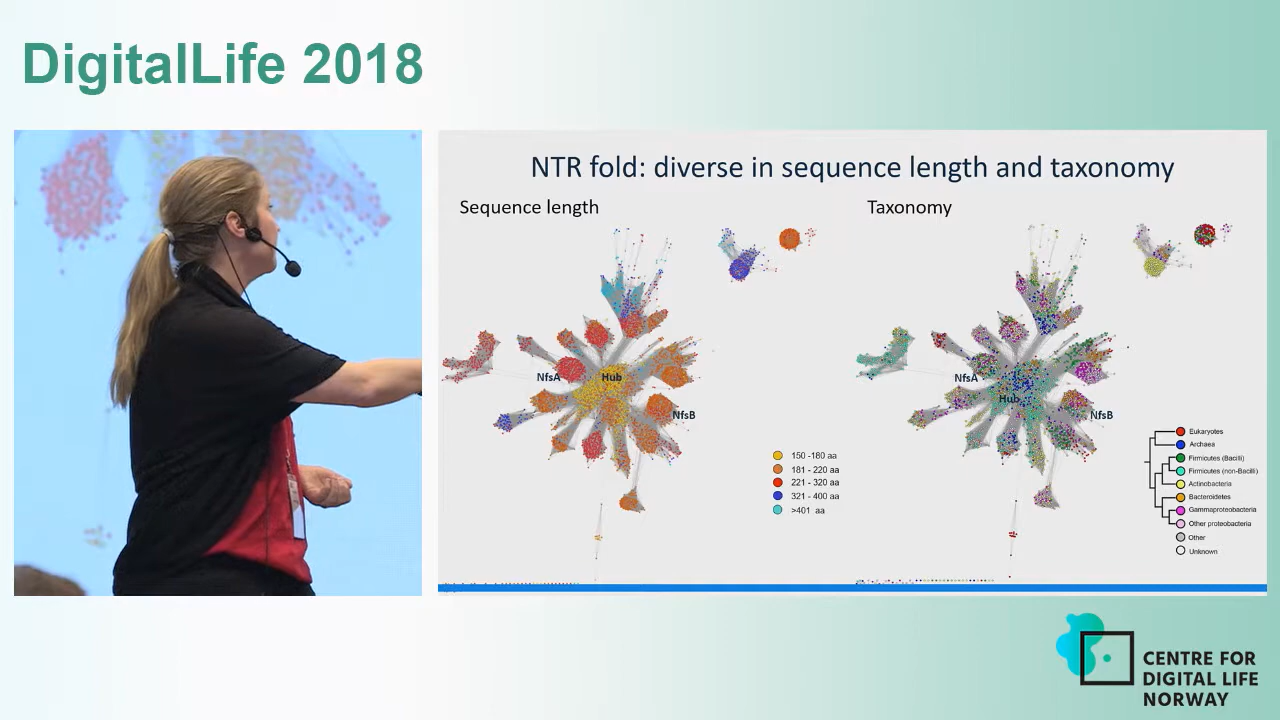 DigitalLife 2018
NTR fold: diverse in sequence length and taxonomy
Sequence length
Taxonomy
NfsA
Hub
NfsB
150 -180 aa
181 - 220 aa
221 - 320 aa
321 - 400 aa
>401 aa
NfsA
Hub
NfsB
Eukaryotes
Archaea
Firmicutes (Bacilli)
Firmicutes (non-Bacilli)
Actinobacteria
Bacteroidetes
Gammaproteobacteria
Other proteobacteria
Other
Unknown
CENTRE FOR
DIGITAL LIFE
NORWAY